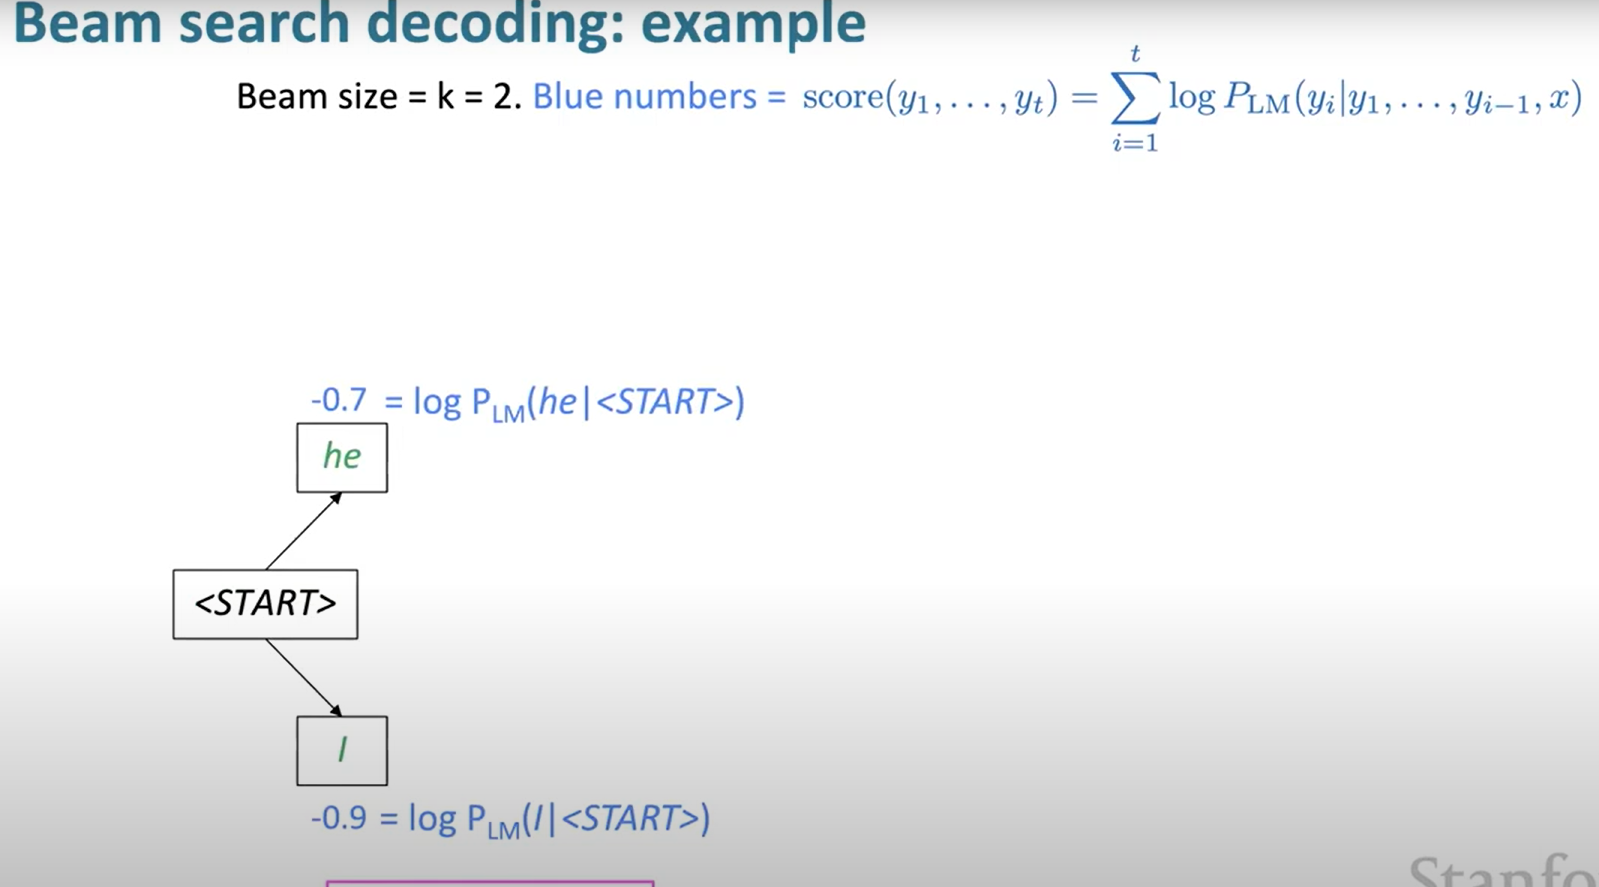 Beam search decoding: example
Beam size = k = 2. Blue numbers = score(y₁, . . . , yₜ) = ∑ᵗᵢ₌₁ log P_LM(yᵢ|y₁, . . . , yᵢ₋₁, x)
-0.7 = log P_LM(he|<START>)
he
<START>
I
-0.9 = log P_LM(I|<START>)